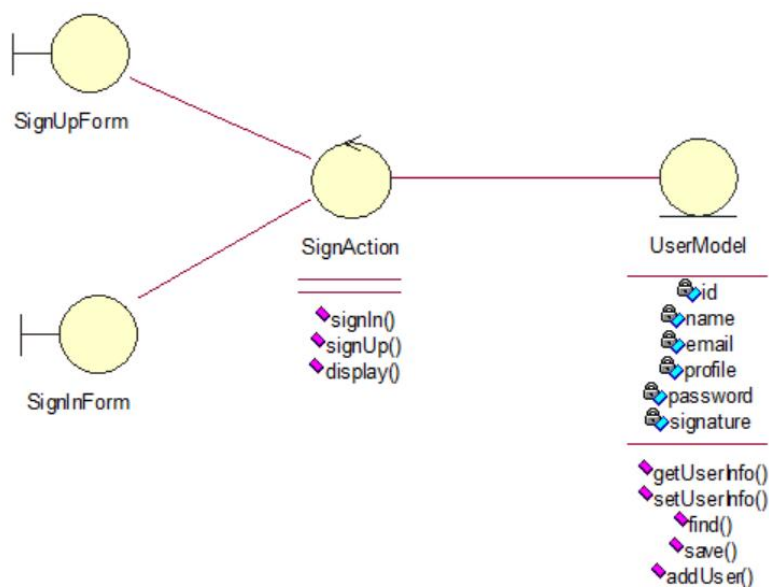 SignUpForm
SignInForm
SignAction
signIn()
signUp()
display()
UserModel
id
name
email
profile
password
signature
getUserInfo()
setUserInfo()
find()
save()
addUser()